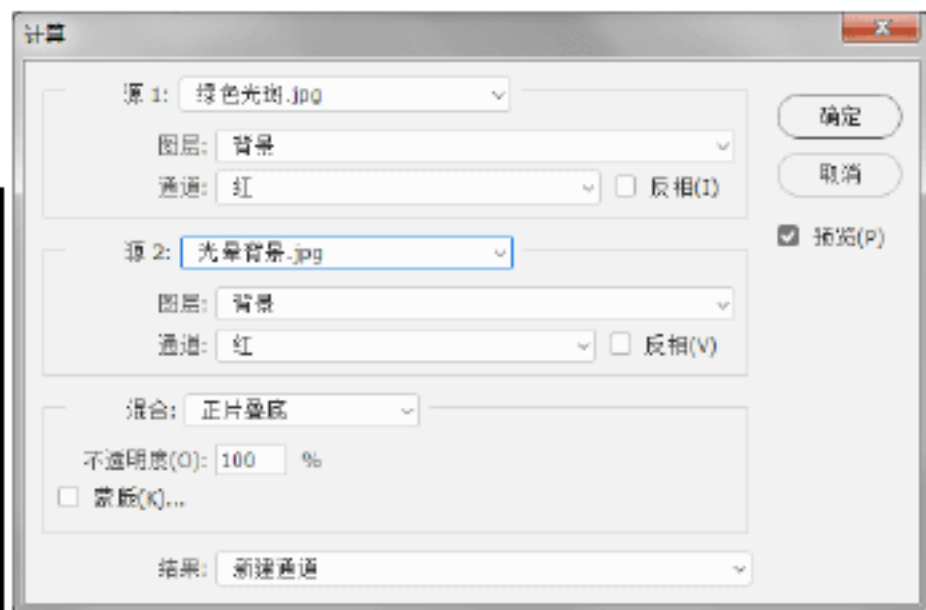 计算
源 1: 绿色光斑.jpg
确定
图层: 背景
通道: 红 反相(I)
取消
源 2: 光晕背景.jpg
预览(P)
图层: 背景
通道: 红 反相(V)
混合: 正片叠底
不透明度(O): 100 %
蒙版(K)...
结果: 新建通道